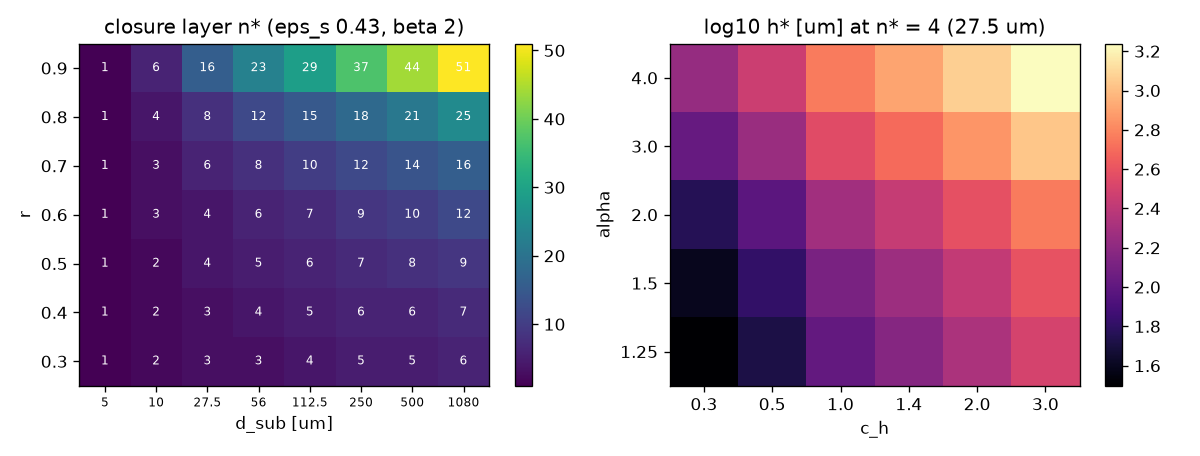 closure layer n* (eps_s 0.43, beta 2)
0.9 1 6 16 23 29 37 44 51
0.8 1 4 8 12 15 18 21 25
0.7 1 3 6 8 10 12 14 16
0.6 1 3 4 6 7 9 10 12
0.5 1 2 4 5 6 7 8 9
0.4 1 2 3 4 5 6 6 7
0.3 1 2 3 3 4 5 5 6
r
5 10 27.5 56 112.5 250 500 1080
d_sub [um]
50
40
30
20
10
log10 h* [um] at n* = 4 (27.5 um)
4.0
3.0
2.0
1.5
1.25
alpha
0.3 0.5 1.0 1.4 2.0 3.0
c_h
3.2
3.0
2.8
2.6
2.4
2.2
2.0
1.8
1.6